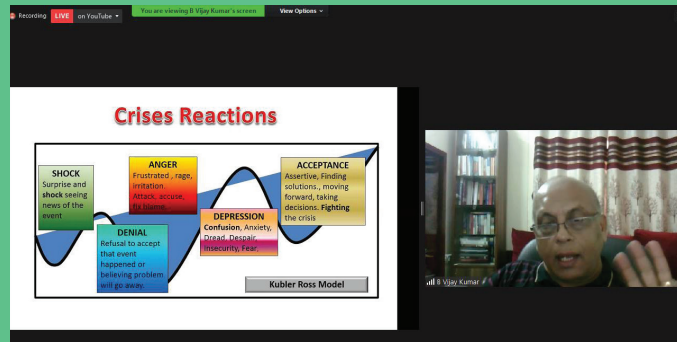 Recording LIVE on YouTube
You are viewing B Vijay Kumar's screen
View Options
Crises Reactions
SHOCK
Surprise and
shock seeing
news of the
event
DENIAL
Refusal to accept
that event
happened or
believing problem
will go away.
ANGER
Frustrated , rage,
irritation.
Attack, accuse,
fix blame.
DEPRESSION
Confusion, Anxiety,
Dread, Despair,
Insecurity, Fear.
ACCEPTANCE
Assertive, Finding
solutions., moving
forward, taking
decisions. Fighting
the crisis
Kubler Ross Model
B Vijay Kumar